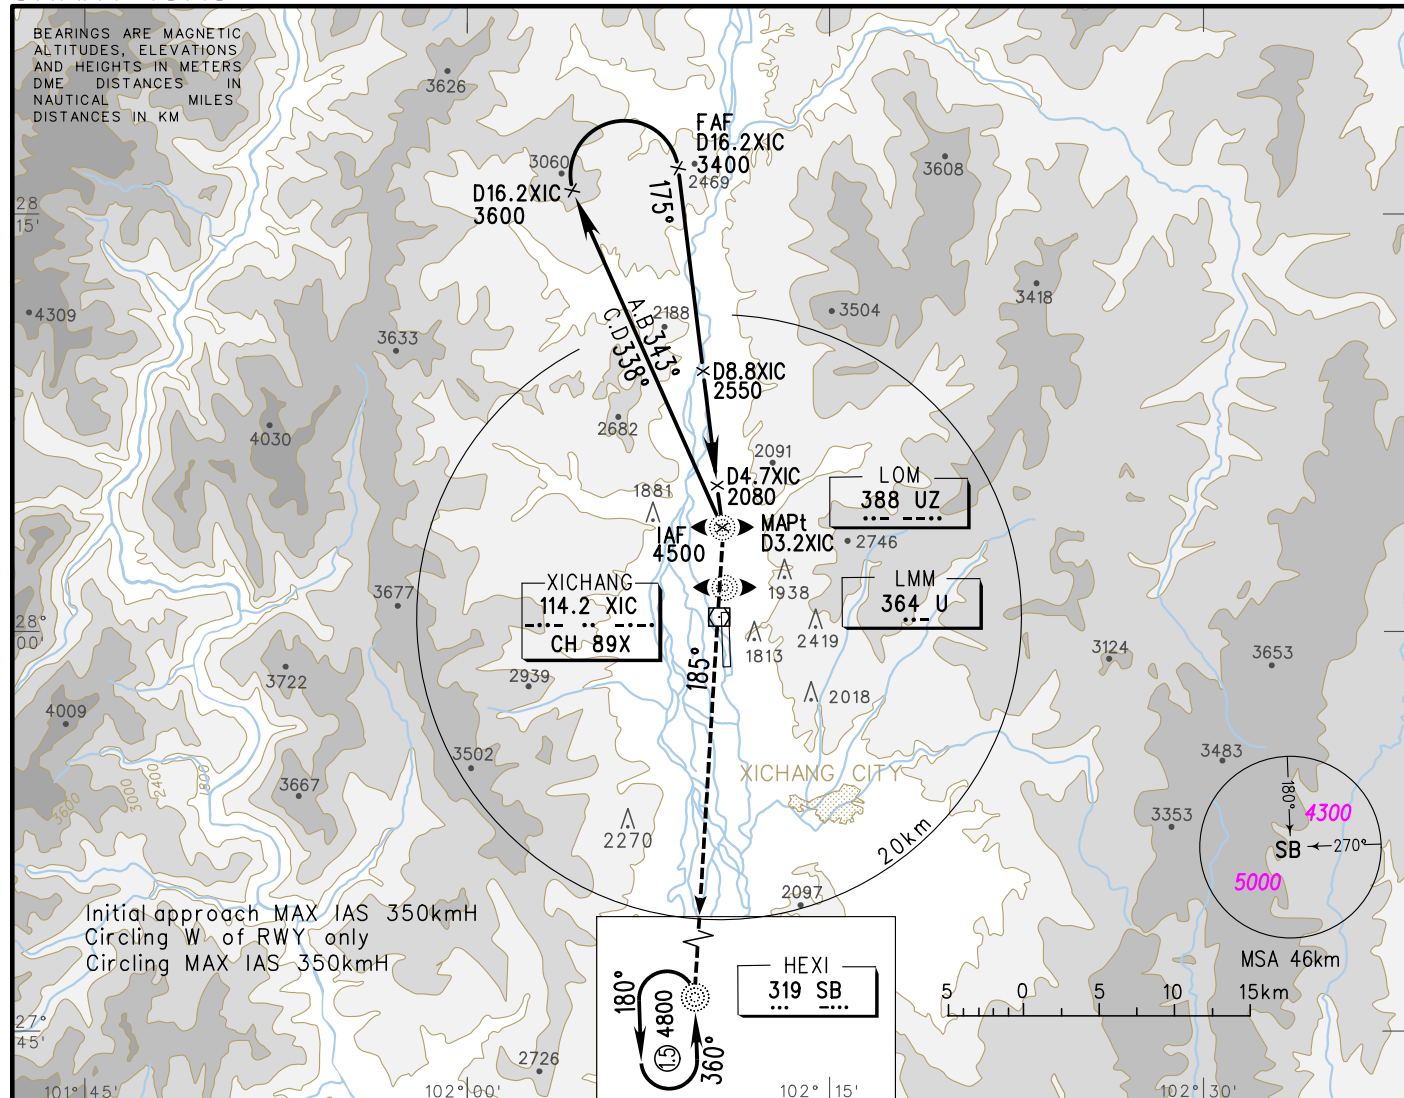 BEARINGS ARE MAGNETIC
ALTITUDES, ELEVATIONS
AND HEIGHTS IN METERS
DME DISTANCES IN
NAUTICAL MILES
DISTANCES IN KM
3626
FAF
D16.2XIC
3400
3060
2469
3608
D16.2XIC
3600
175°
28
15'
4309
3633
A.B343°
C.D338°
2188
3504
3418
D8.8XIC
2550
4030
2682
2091
D4.7XIC
2080
LOM
388 UZ
1881
IAF
4500
MAPt
D3.2XIC
2746
XICHANG
114.2 XIC
CH 89X
LMM
364 U
1938
3677
28°
00'
2419
1813
185°
3124
3653
3722
2939
2018
4009
3502
3483
XICHANG CITY
3667
3600
3000
2400
1800
2270
20km
3353
180°
4300
SB
270°
5000
2097
Initial approach MAX IAS 350kmH
Circling W of RWY only
Circling MAX IAS 350kmH
MSA 46km
HEXI
319 SB
180°
1.5 4800
360°
5 0 5 10 15km
27°
45'
2726
101°45'
102°00'
102°15'
102°30'